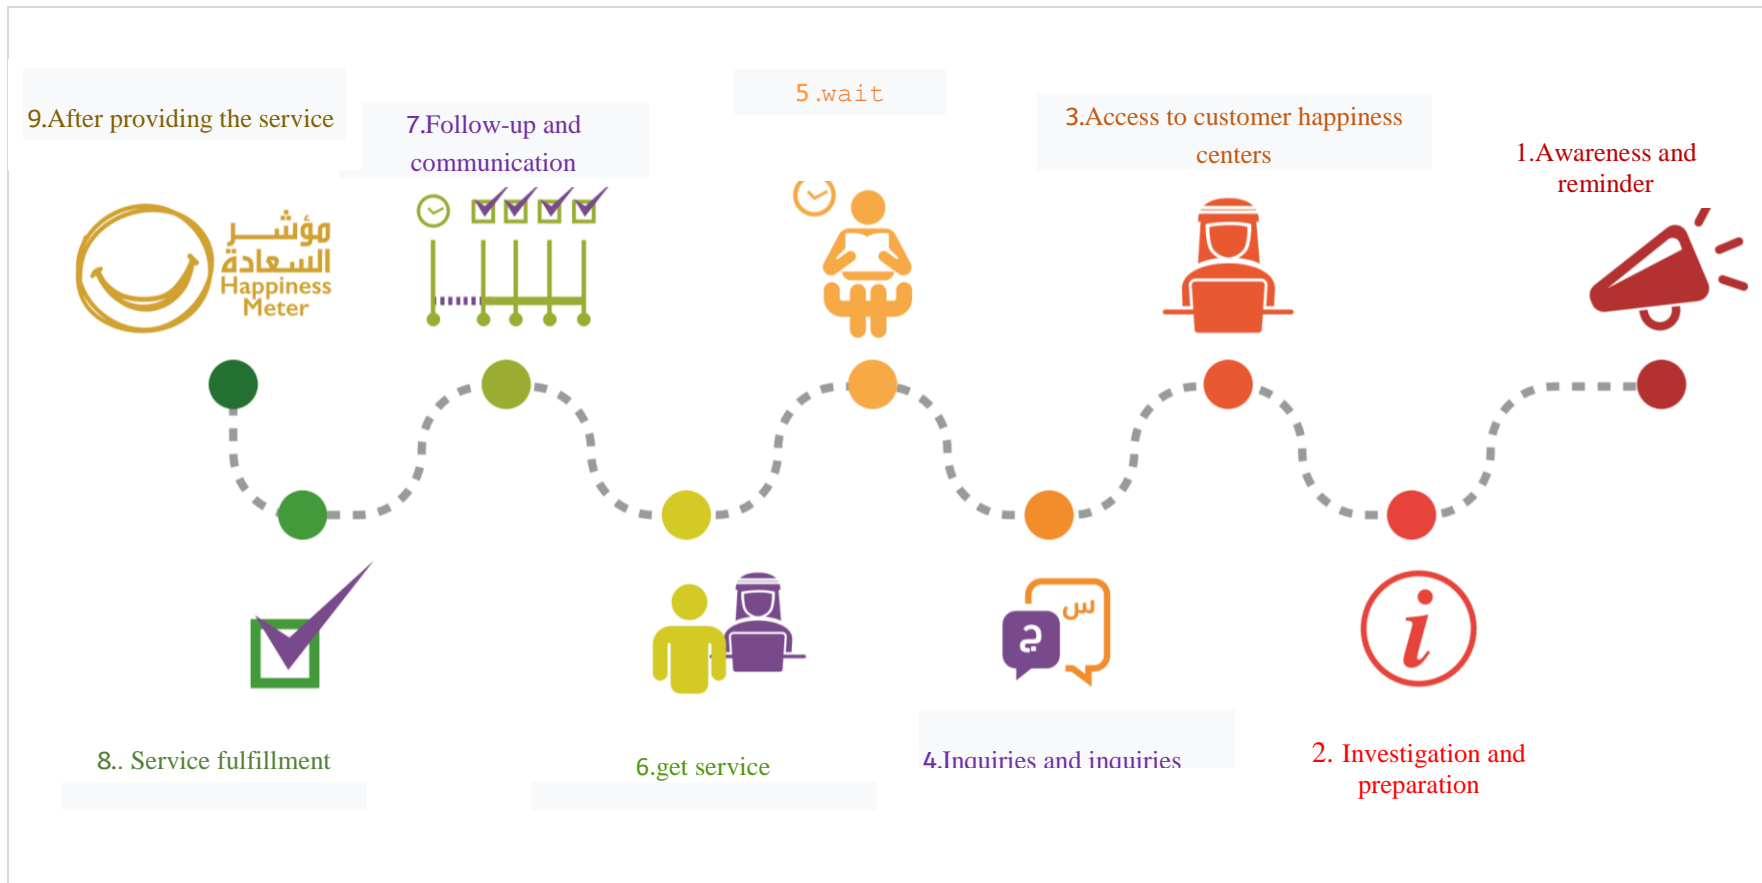 9.After providing the service
7.Follow-up and
communication
5.wait
3.Access to customer happiness
centers
1.Awareness and
reminder
مؤشر
السعادة
Happiness
Meter
س
ج
8.. Service fulfillment
6.get service
4.Inquiries and inquiries
2. Investigation and
preparation
i